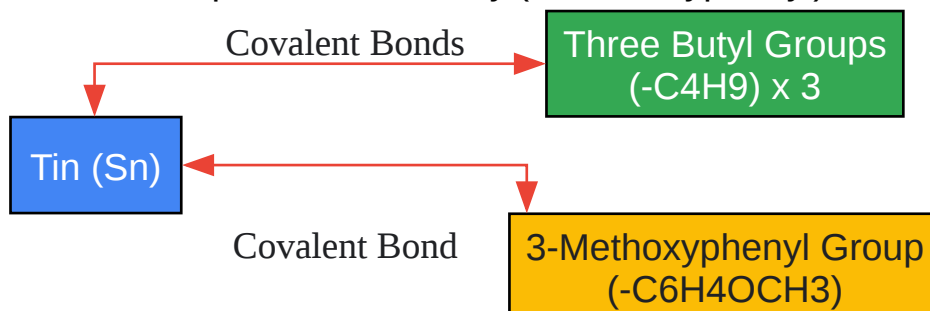 Covalent Bonds
Three Butyl Groups
(-C4H9) x 3
Tin (Sn)
Covalent Bond
3-Methoxyphenyl Group
(-C6H4OCH3)